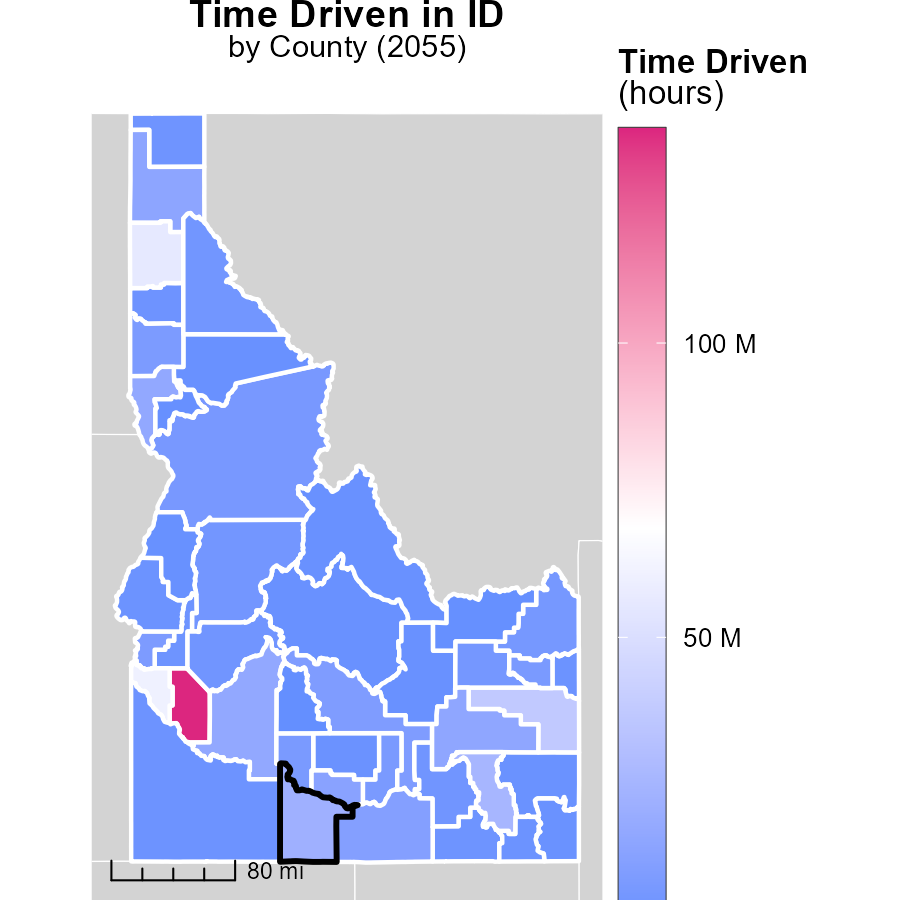 Time Driven in ID
by County (2055)
Time Driven
(hours)
100 M
50 M
80 mi